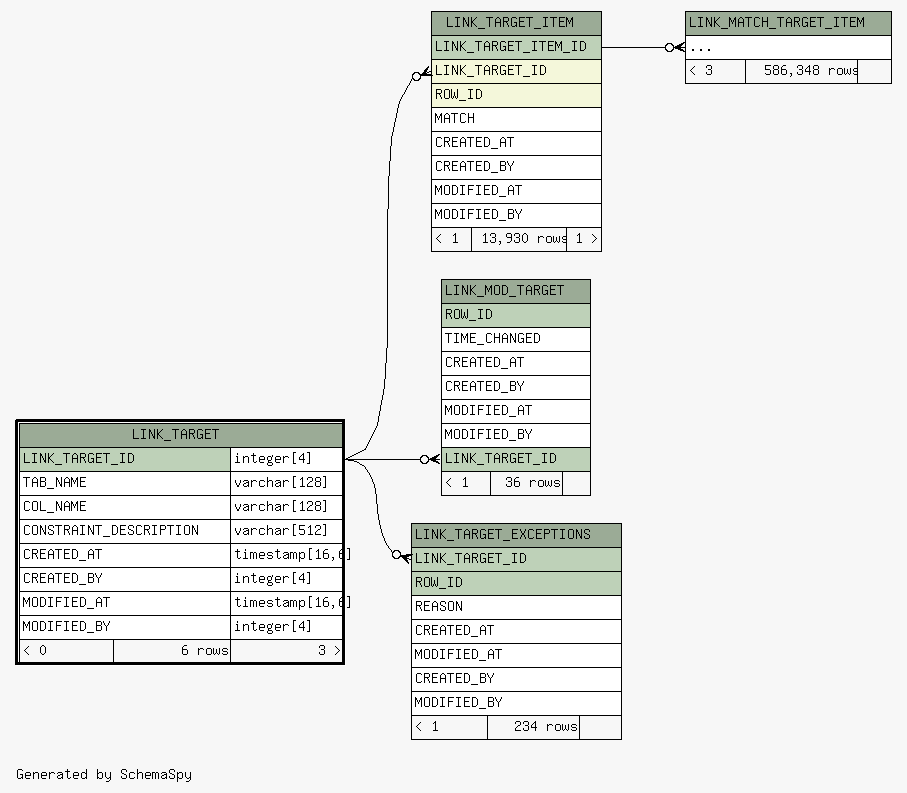 LINK_TARGET_ITEM
LINK_TARGET_ITEM_ID
LINK_TARGET_ID
ROW_ID
MATCH
CREATED_AT
CREATED_BY
MODIFIED_AT
MODIFIED_BY
< 1 13,930 rows 1 >
LINK_MATCH_TARGET_ITEM
...
< 3 586,348 rows
LINK_MOD_TARGET
ROW_ID
TIME_CHANGED
CREATED_AT
CREATED_BY
MODIFIED_AT
MODIFIED_BY
LINK_TARGET_ID
< 1 36 rows
LINK_TARGET
LINK_TARGET_ID integer[4]
TAB_NAME varchar[128]
COL_NAME varchar[128]
CONSTRAINT_DESCRIPTION varchar[512]
CREATED_AT timestamp[16,6]
CREATED_BY integer[4]
MODIFIED_AT timestamp[16,6]
MODIFIED_BY integer[4]
< 0 6 rows 3 >
LINK_TARGET_EXCEPTIONS
LINK_TARGET_ID
ROW_ID
REASON
CREATED_AT
MODIFIED_AT
CREATED_BY
MODIFIED_BY
< 1 234 rows
Generated by SchemaSpy